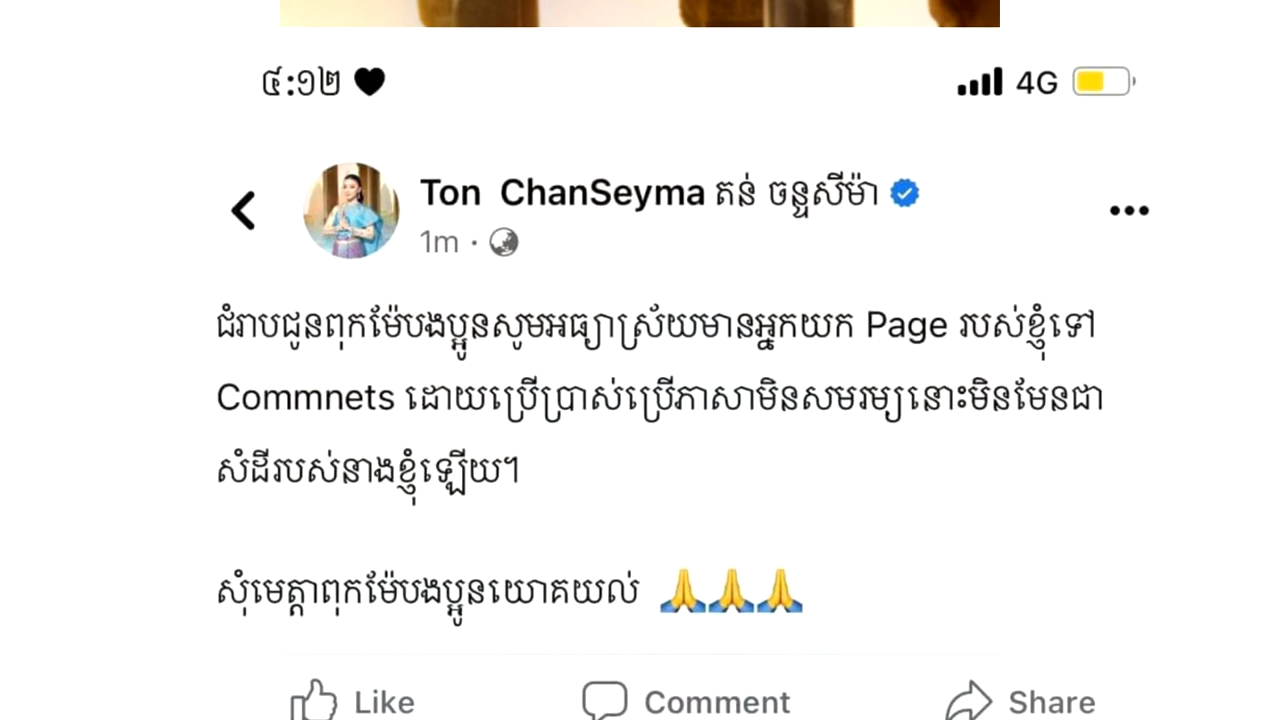 ៤:១២ 🖤 4G
Ton ChanSeyma តន់ ចន្ទសីម៉ា
1m ·
ជំរាបជូនពុកម៉ែបងប្អូនសូមអធ្យាស្រ័យមានអ្នកយក Page របស់ខ្ញុំទៅ
Commnets ដោយប្រើប្រាស់ប្រើភាសាមិនសមរម្យនោះមិនមែនជា
សំដីរបស់នាងខ្ញុំឡើយ។
សុំមេត្តាពុកម៉ែបងប្អូនយោគយល់ 🙏🙏🙏
Like Comment Share